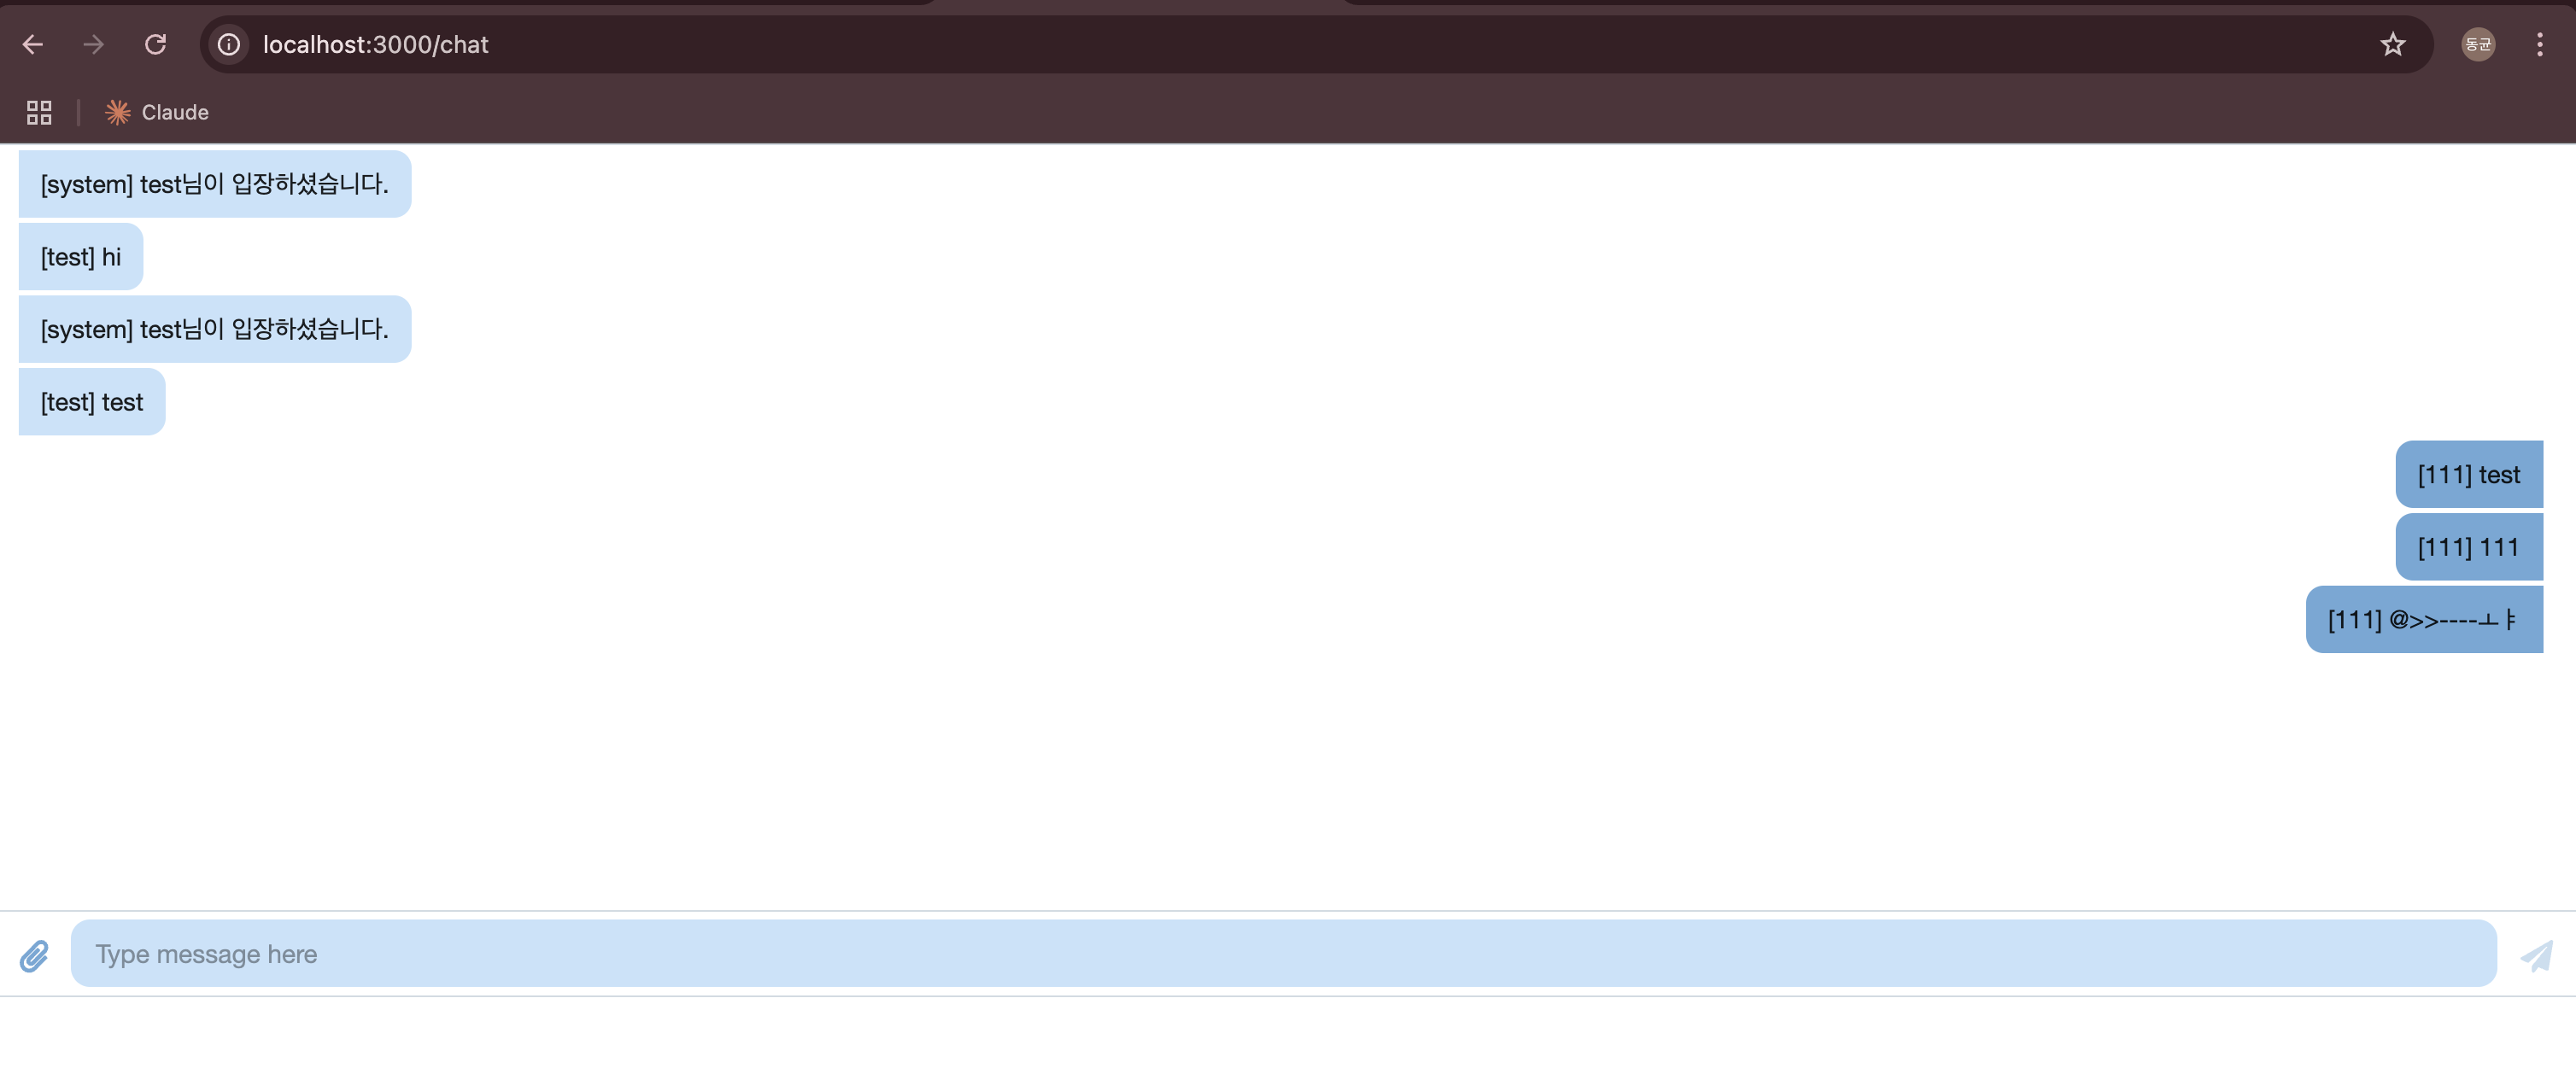 localhost:3000/chat
동균
Claude
[system] test님이 입장하셨습니다.
[test] hi
[system] test님이 입장하셨습니다.
[test] test
[111] test
[111] 111
[111] @>>----ㅗㅑ
Type message here